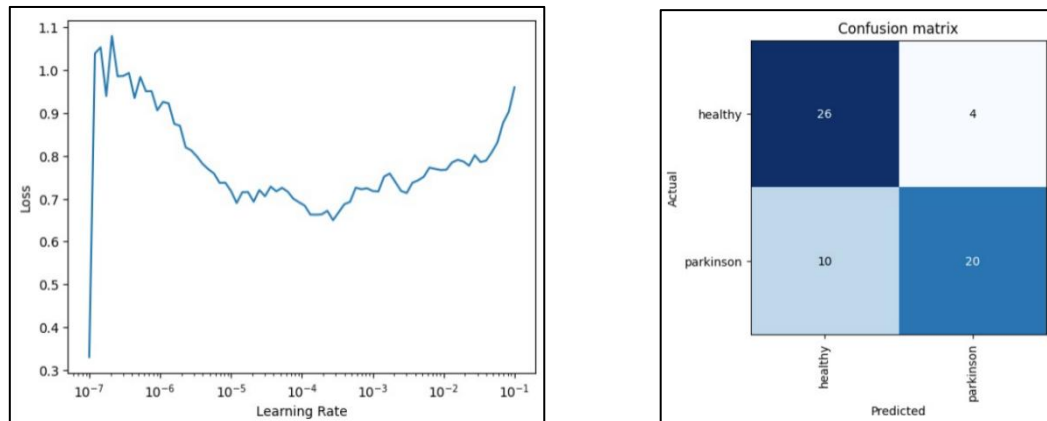 1.1
1.0
0.9
0.8
0.7
0.6
0.5
0.4
0.3
Loss
10⁻⁷ 10⁻⁶ 10⁻⁵ 10⁻⁴ 10⁻³ 10⁻² 10⁻¹
Learning Rate
Confusion matrix
healthy 26 4
Actual
parkinson 10 20
healthy parkinson
Predicted